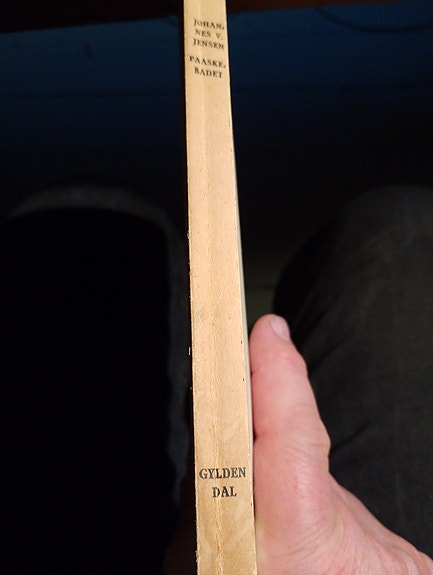 JOHAN,
NES V.
JENSEN
PAASKE,
BADET
GYLDEN
DAL